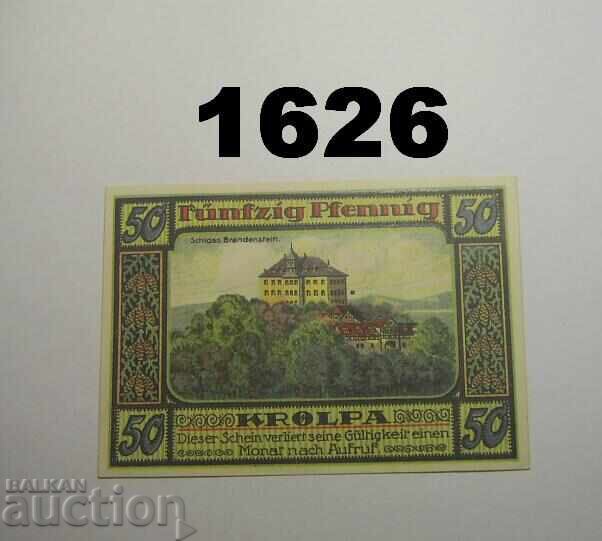 1626
50 Fünfzig Pfennig 50
Schloss Brandenstein.
KRÖLPA
50 Dieser Schein verliert seine Gültigkeit einen 50
Monat nach Aufruf
BALKAN
auction